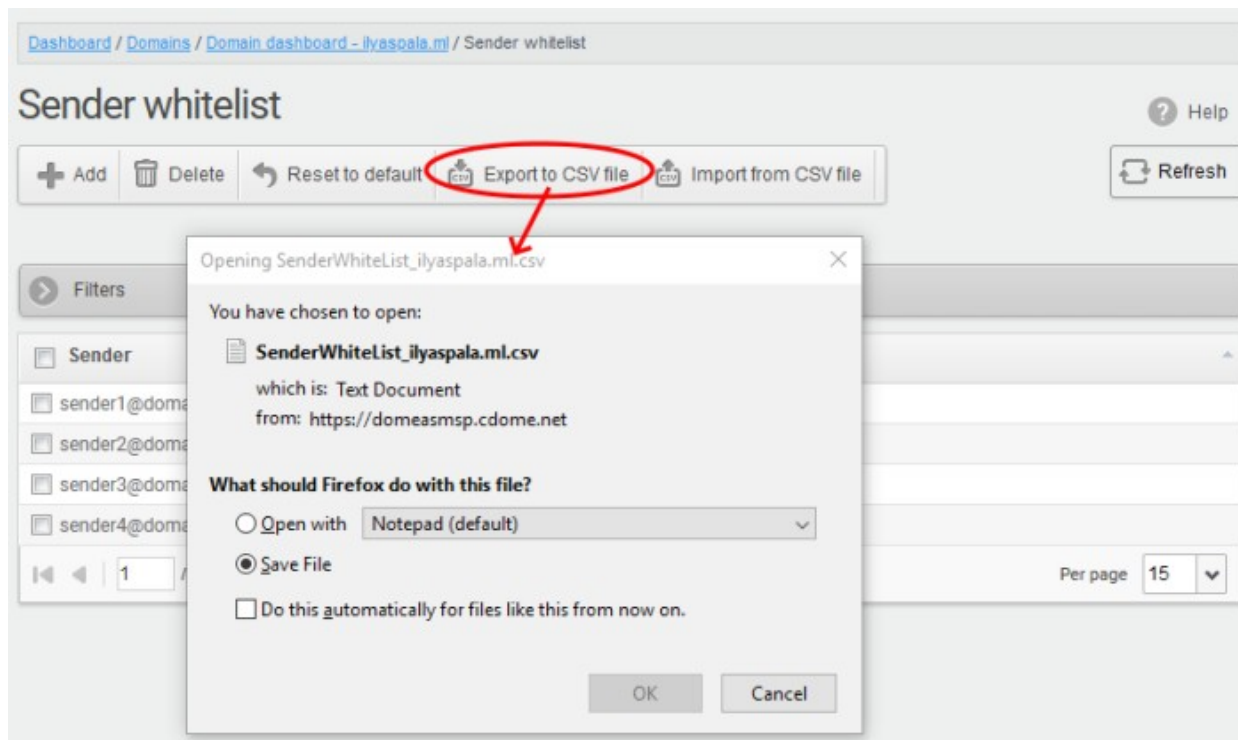 Dashboard / Domains / Domain dashboard - ilyaspala.ml / Sender whitelist
Sender whitelist
Help
Add Delete Reset to default Export to CSV file Import from CSV file Refresh
Opening SenderWhiteList_ilyaspala.ml.csv
Filters
You have chosen to open:
SenderWhiteList_ilyaspala.ml.csv
Sender
which is: Text Document
from: https://domeasmsp.cdome.net
sender1@doma
sender2@doma
sender3@doma
sender4@doma
What should Firefox do with this file?
Open with Notepad (default)
Save File
1 /
Per page 15
Do this automatically for files like this from now on.
OK Cancel